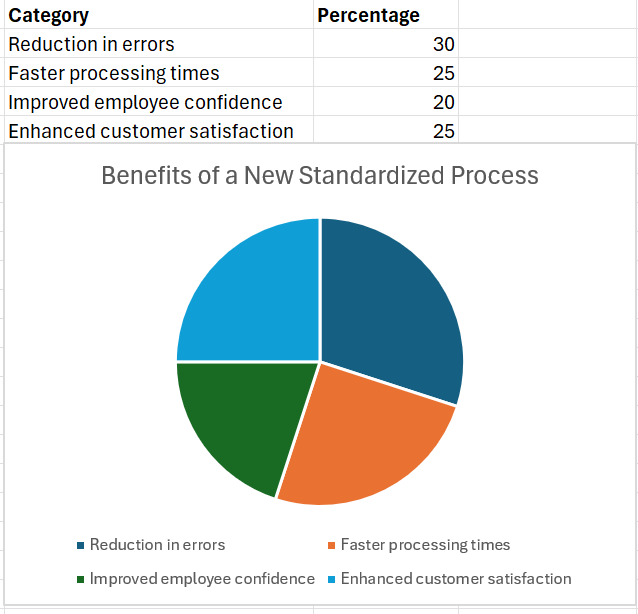 Category Percentage
Reduction in errors 30
Faster processing times 25
Improved employee confidence 20
Enhanced customer satisfaction 25
Benefits of a New Standardized Process
Reduction in errors Faster processing times
Improved employee confidence Enhanced customer satisfaction